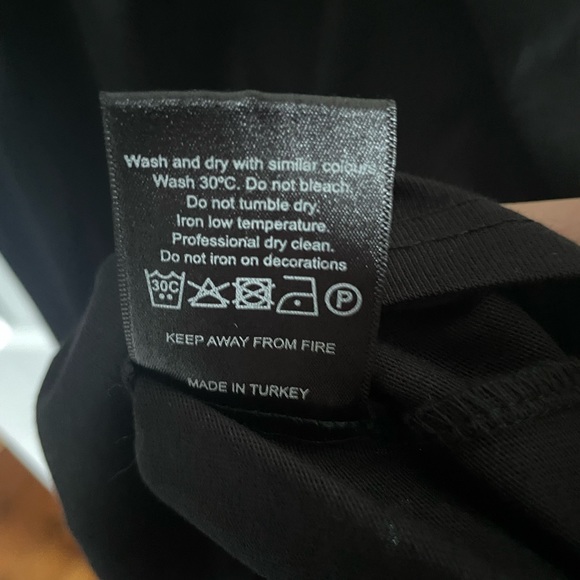 Wash and dry with similar colours
Wash 30ºC. Do not bleach.
Do not tumble dry.
Iron low temperature.
Professional dry clean.
Do not iron on decorations
30C P
KEEP AWAY FROM FIRE
MADE IN TURKEY